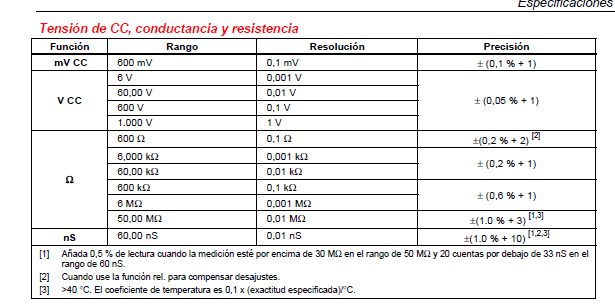 Especificaciones
Tensión de CC, conductancia y resistencia
Función Rango Resolución Precisión
mV CC 600 mV 0,1 mV ± (0,1 % + 1)
V CC 6 V 0,001 V ± (0,05 % + 1)
60,00 V 0,01 V
600 V 0,1 V
1.000 V 1 V
Ω 600 Ω 0,1 Ω ±(0,2 % + 2) [2]
6,000 kΩ 0,001 kΩ ± (0,2 % + 1)
60,00 kΩ 0,01 kΩ
600 kΩ 0,1 kΩ ± (0,6 % + 1)
6 MΩ 0,001 MΩ
50,00 MΩ 0,01 MΩ ±(1.0 % + 3) [1,3]
nS 60,00 nS 0,01 nS ±(1.0 % + 10) [1,2,3]
[1] Añada 0,5 % de lectura cuando la medición esté por encima de 30 MΩ en el rango de 50 MΩ y 20 cuentas por debajo de 33 nS en el
rango de 60 nS.
[2] Cuando use la función rel. para compensar desajustes.
[3] >40 °C. El coeficiente de temperatura es 0,1 x (exactitud especificada)/°C.